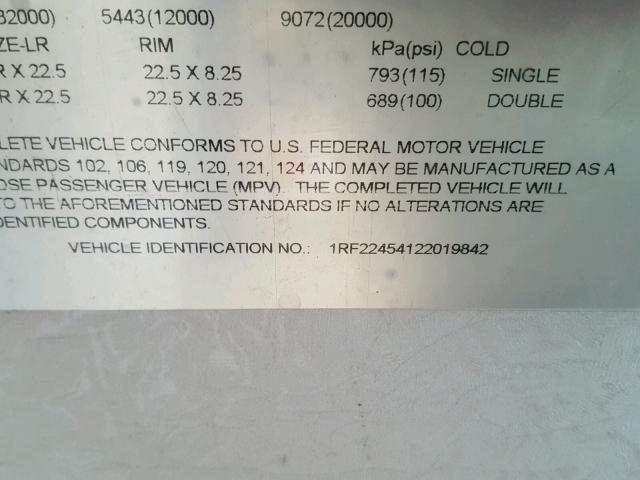 32000) 5443(12000) 9072(20000)
ZE-LR RIM kPa(psi) COLD
R X 22.5 22.5 X 8.25 793(115) SINGLE
R X 22.5 22.5 X 8.25 689(100) DOUBLE
LETE VEHICLE CONFORMS TO U.S. FEDERAL MOTOR VEHICLE
NDARDS 102, 106, 119, 120, 121, 124 AND MAY BE MANUFACTURED AS A
OSE PASSENGER VEHICLE (MPV). THE COMPLETED VEHICLE WILL
TO THE AFOREMENTIONED STANDARDS IF NO ALTERATIONS ARE
DENTIFIED COMPONENTS.
VEHICLE IDENTIFICATION NO.: 1RF22454122019842